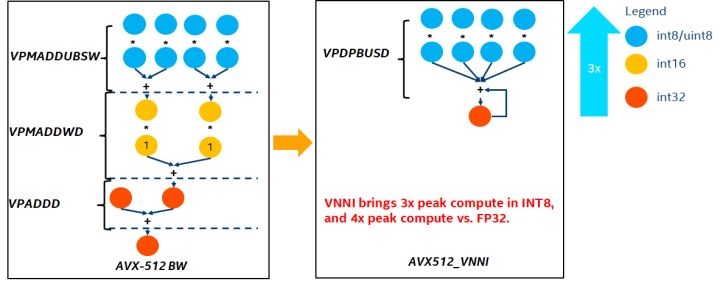 VPMADDUBSW
* * * *
+ +
VPMADDWD
* *
1 1
+
VPADDD
+
AVX-512 BW
VPDPBUSD
* * * *
+
VNNI brings 3x peak compute in INT8,
and 4x peak compute vs. FP32.
AVX512_VNNI
3x
Legend
int8/uint8
int16
int32